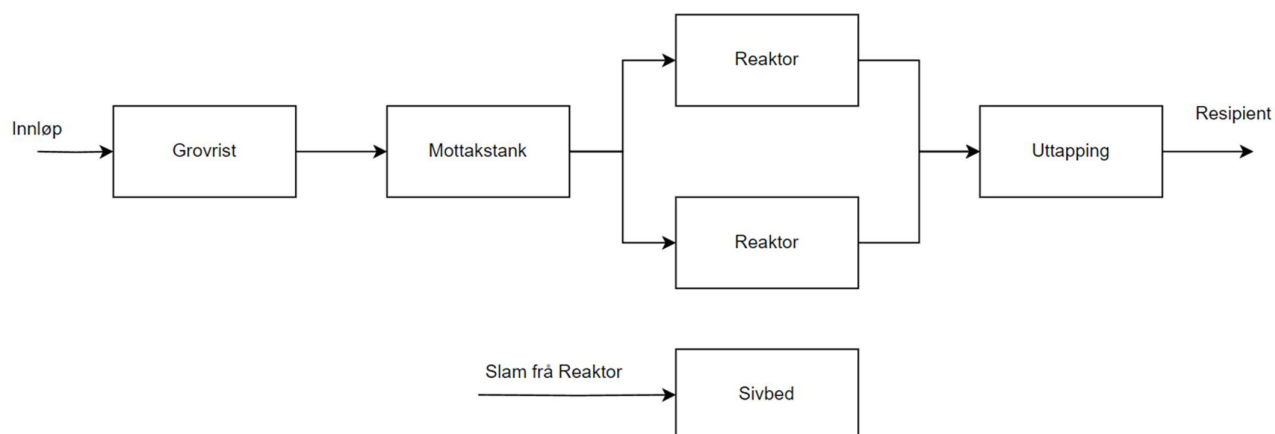 Innløp
Grovrist
Mottakstank
Reaktor
Reaktor
Uttapping
Resipient
Slam frå Reaktor
Sivbed